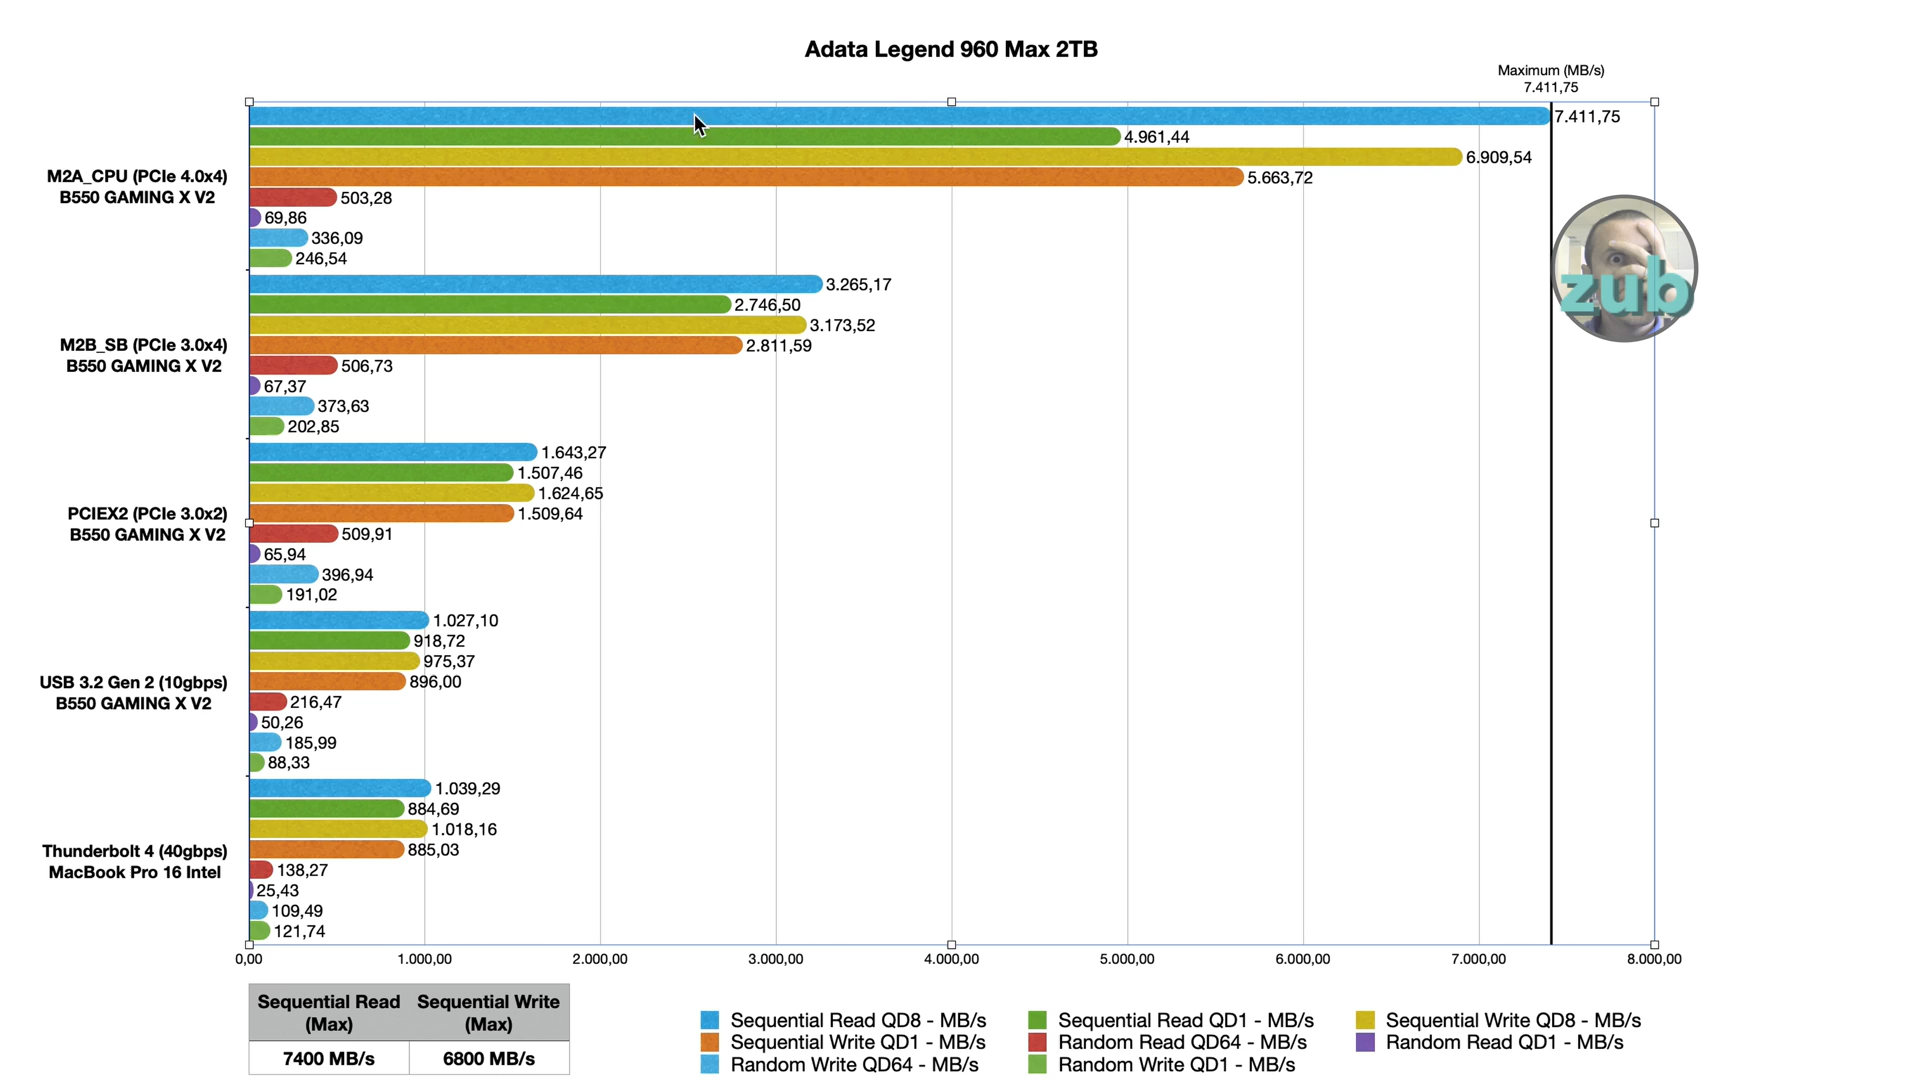 Adata Legend 960 Max 2TB
Maximum (MB/s)
7.411,75
M2A_CPU (PCIe 4.0x4)
B550 GAMING X V2
7.411,75
4.961,44
6.909,54
5.663,72
503,28
69,86
336,09
246,54
zub
M2B_SB (PCIe 3.0x4)
B550 GAMING X V2
3.265,17
2.746,50
3.173,52
2.811,59
506,73
67,37
373,63
202,85
PCIEX2 (PCIe 3.0x2)
B550 GAMING X V2
1.643,27
1.507,46
1.624,65
1.509,64
509,91
65,94
396,94
191,02
USB 3.2 Gen 2 (10gbps)
B550 GAMING X V2
1.027,10
918,72
975,37
896,00
216,47
50,26
185,99
88,33
Thunderbolt 4 (40gbps)
MacBook Pro 16 Intel
1.039,29
884,69
1.018,16
885,03
138,27
25,43
109,49
121,74
0,00 1.000,00 2.000,00 3.000,00 4.000,00 5.000,00 6.000,00 7.000,00 8.000,00
Sequential Read (Max)
Sequential Write (Max)
7400 MB/s 6800 MB/s
Sequential Read QD8 - MB/s Sequential Read QD1 - MB/s Sequential Write QD8 - MB/s
Sequential Write QD1 - MB/s Random Read QD64 - MB/s Random Read QD1 - MB/s
Random Write QD64 - MB/s Random Write QD1 - MB/s